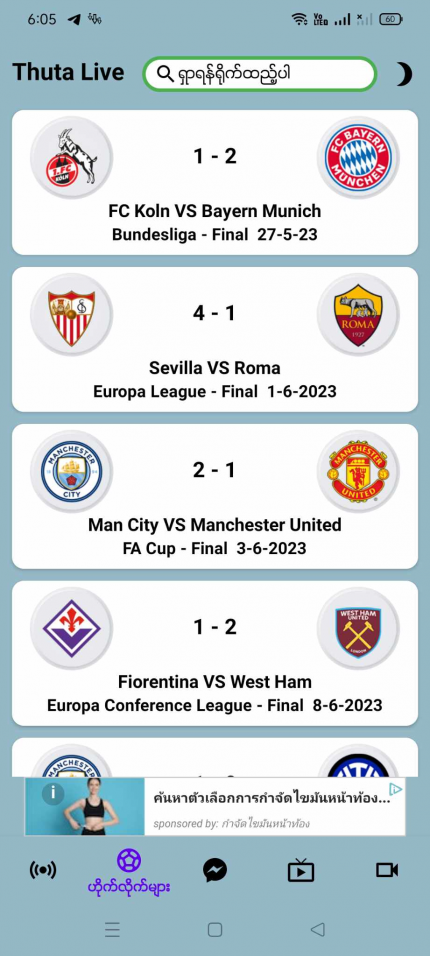 6:05
Vo
LTED
60
Thuta Live
ရှာရန်ရိုက်ထည့်ပါ
1. FC
KÖLN
1 - 2
FC BAYERN
MÜNCHEN
FC Koln VS Bayern Munich
Bundesliga - Final 27-5-23
4 - 1
ROMA
1927
Sevilla VS Roma
Europa League - Final 1-6-2023
MANCHESTER
CITY
2 - 1
MANCHESTER
UNITED
Man City VS Manchester United
FA Cup - Final 3-6-2023
1 - 2
WEST HAM
UNITED
LONDON
Fiorentina VS West Ham
Europa Conference League - Final 8-6-2023
MANCHESTER
ค้นหาตัวเลือกการกำจัดไขมันหน้าท้อง...
sponsored by: กำจัดไขมันหน้าท้อง
ဟိုက်လိုက်များ